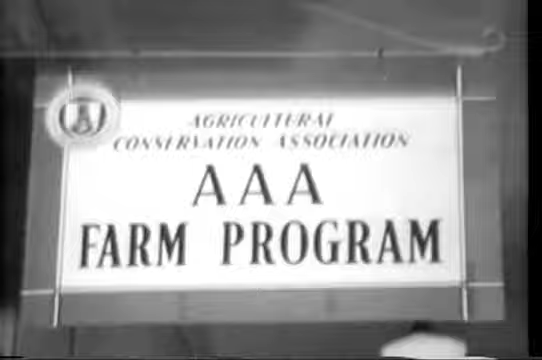 AGRICULTURAL
CONSERVATION ASSOCIATION
AAA
FARM PROGRAM